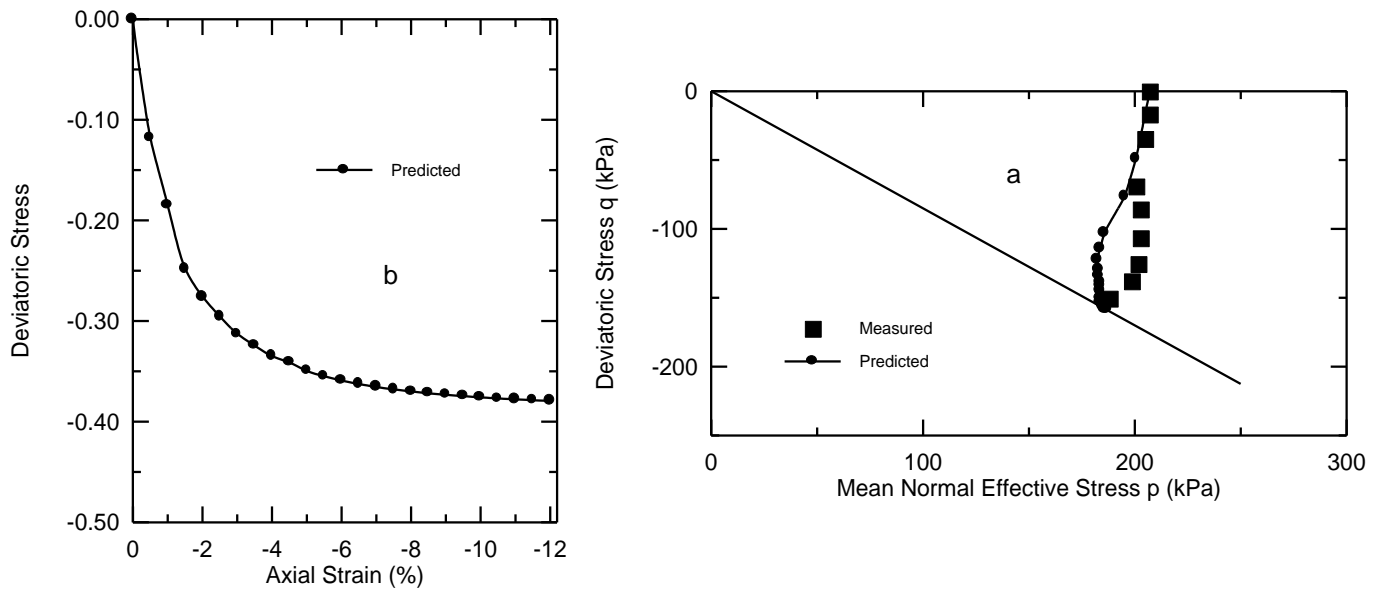 0.00
-0.10
-0.20
-0.30
-0.40
-0.50
Deviatoric Stress
Predicted
b
0 -2 -4 -6 -8 -10 -12
Axial Strain (%)
0
-100
-200
Deviatoric Stress q (kPa)
a
Measured
Predicted
0 100 200 300
Mean Normal Effective Stress p (kPa)